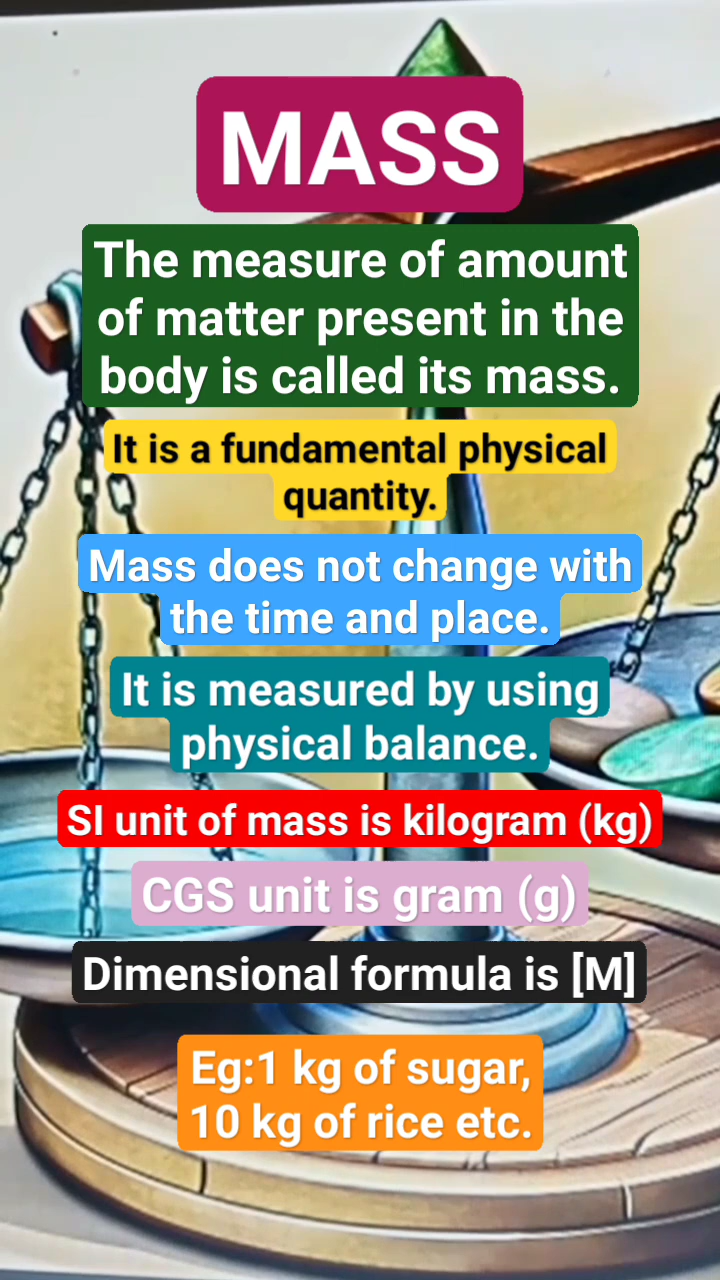 MASS
The measure of amount
of matter present in the
body is called its mass.
It is a fundamental physical
quantity.
Mass does not change with
the time and place.
It is measured by using
physical balance.
SI unit of mass is kilogram (kg)
CGS unit is gram (g)
Dimensional formula is [M]
Eg:1 kg of sugar,
10 kg of rice etc.